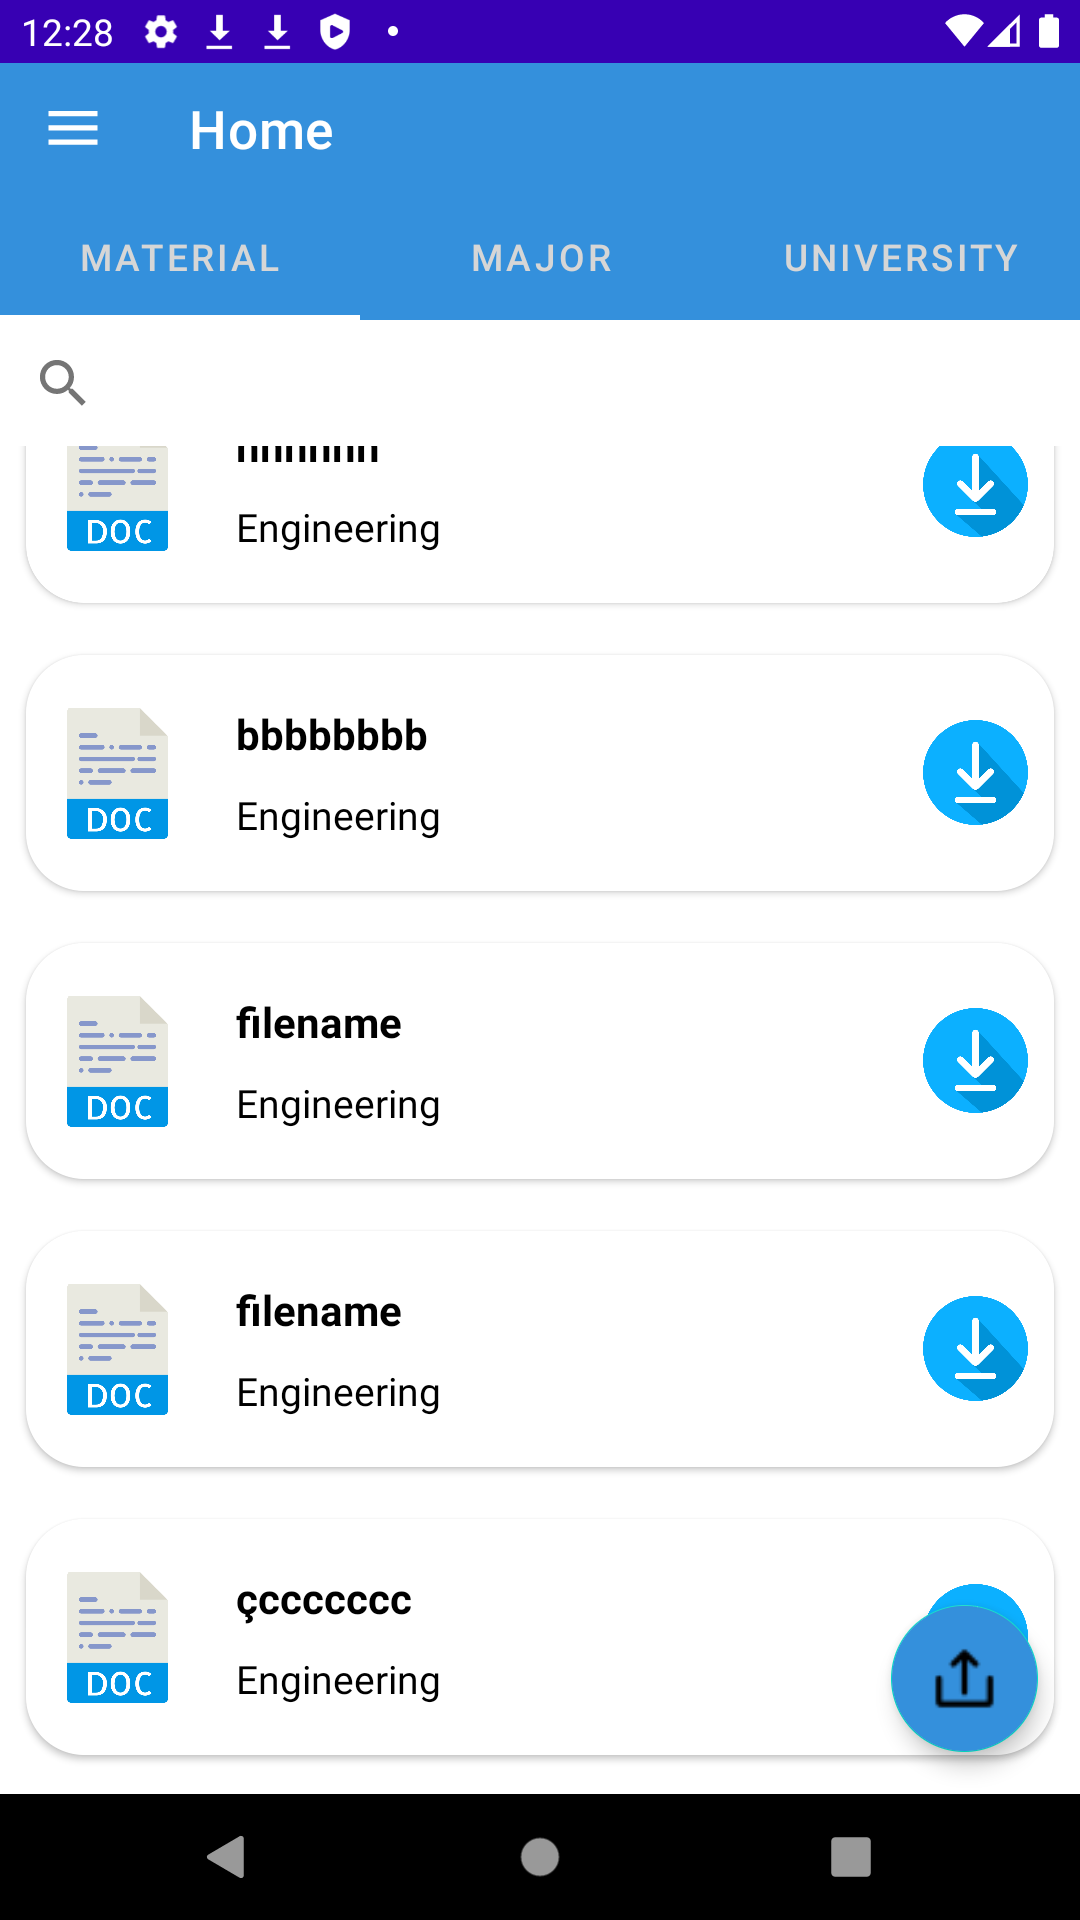 12:28
Home
MATERIAL MAJOR UNIVERSITY
DOC
Engineering
bbbbbbbb
DOC
Engineering
filename
DOC
Engineering
filename
DOC
Engineering
çccccccc
DOC
Engineering